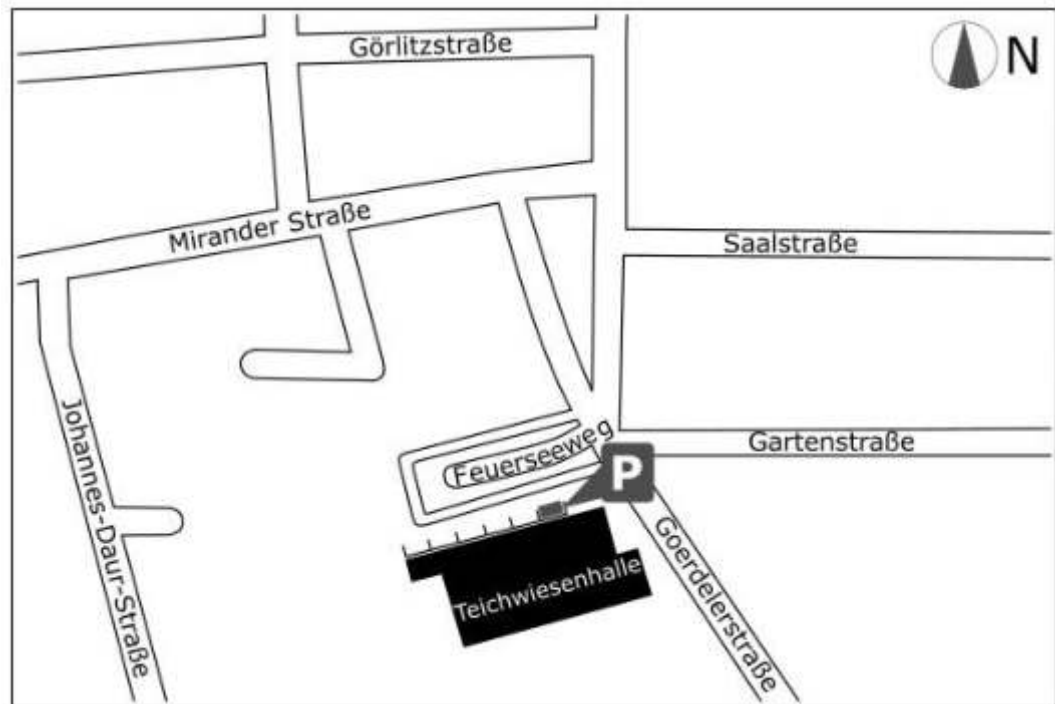 Görlitzstraße
N
Mirander Straße
Saalstraße
Johannes-Daur-Straße
Feuerseeweg
Gartenstraße
P
Goerdelerstraße
Teichwiesenhalle